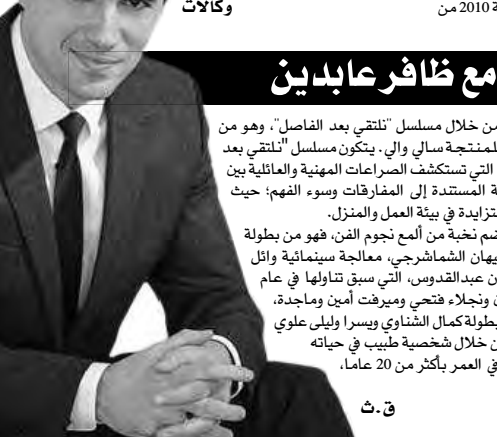 ة 2010 من
وكالات
مع ظافر عابدين
من خلال مسلسل "نلتقي بعد الفاصل"، وهو من
لمنتجة سالي والي. يتكون مسلسل "نلتقي بعد
التي تستكشف الصراعات المهنية والعائلية بين
ة المستندة إلى المفارقات وسوء الفهم؛ حيث
تزايدة في بيئة العمل والمنزل.
ضم نخبة من ألمع نجوم الفن، فهو من بطولة
يهان الشماشرجي، معالجة سينمائية وائل
ن عبدالقدوس، التي سبق تناولها في عام
ن ونجلاء فتحي وميرفت أمين وماجدة،
بطولة كمال الشناوي ويسرا وليلى علوي
ن خلال شخصية طبيب في حياته
في العمر بأكثر من 20 عاما،
ق.ث